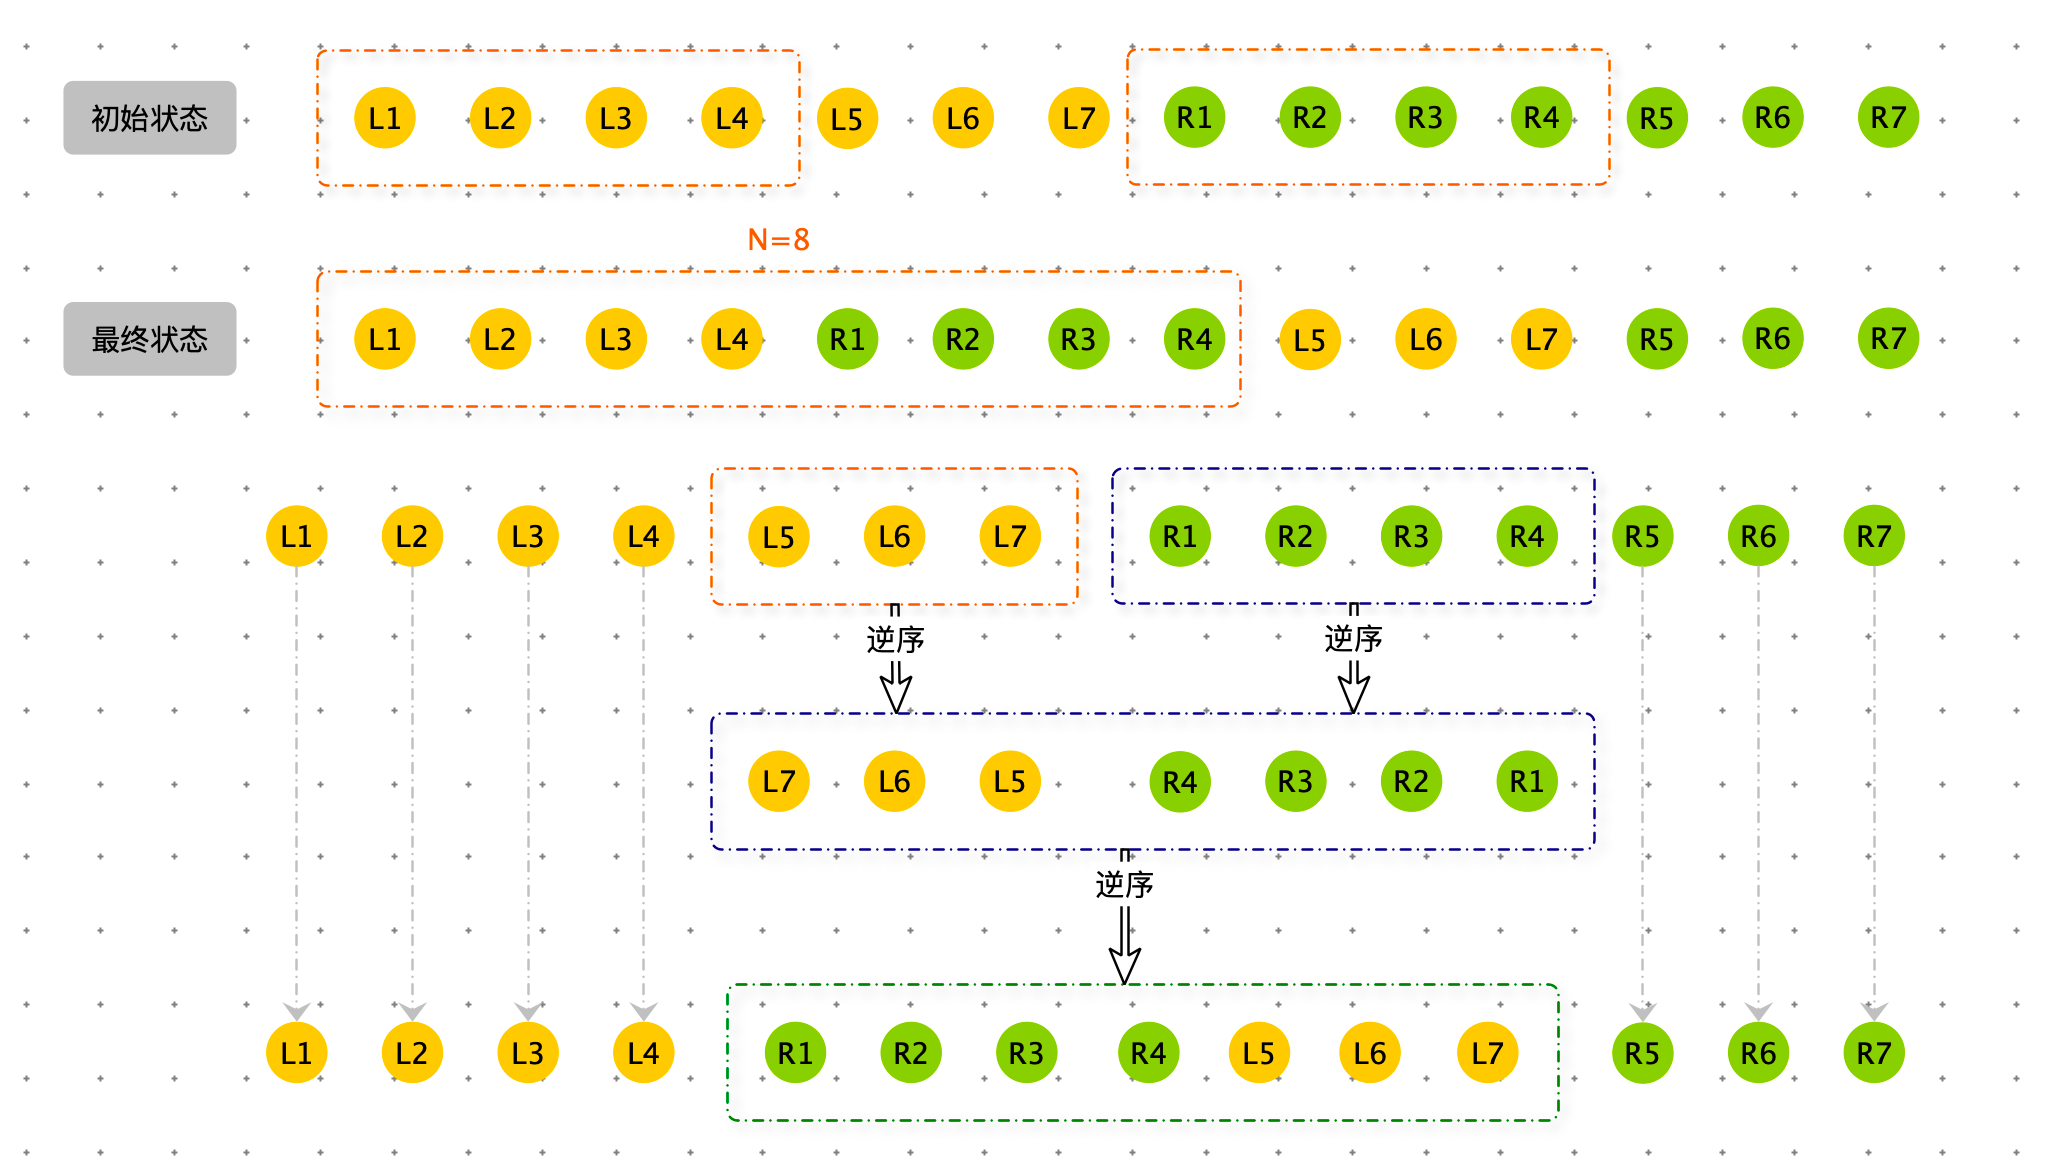 初始状态 L1 L2 L3 L4 L5 L6 L7 R1 R2 R3 R4 R5 R6 R7
N=8
最终状态 L1 L2 L3 L4 R1 R2 R3 R4 L5 L6 L7 R5 R6 R7
L1 L2 L3 L4 L5 L6 L7 R1 R2 R3 R4 R5 R6 R7
逆序 逆序
L7 L6 L5 R4 R3 R2 R1
逆序
L1 L2 L3 L4 R1 R2 R3 R4 L5 L6 L7 R5 R6 R7